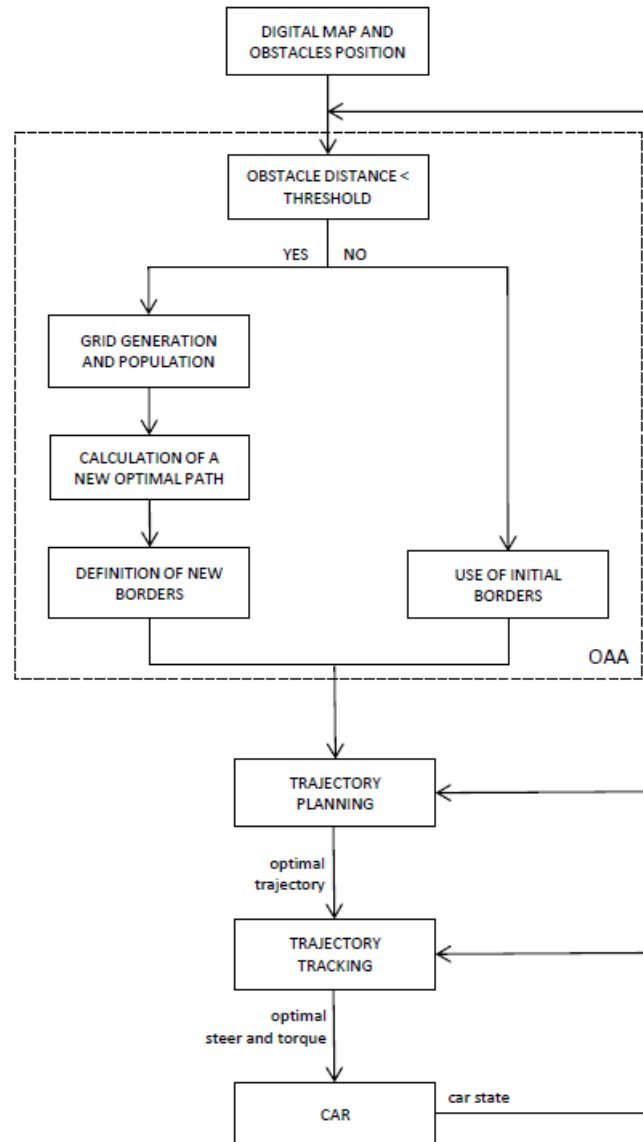 DIGITAL MAP AND
OBSTACLES POSITION
OBSTACLE DISTANCE <
THRESHOLD
YES
NO
GRID GENERATION
AND POPULATION
CALCULATION OF A
NEW OPTIMAL PATH
DEFINITION OF NEW
BORDERS
USE OF INITIAL
BORDERS
OAA
TRAJECTORY
PLANNING
optimal
trajectory
TRAJECTORY
TRACKING
optimal
steer and torque
CAR
car state